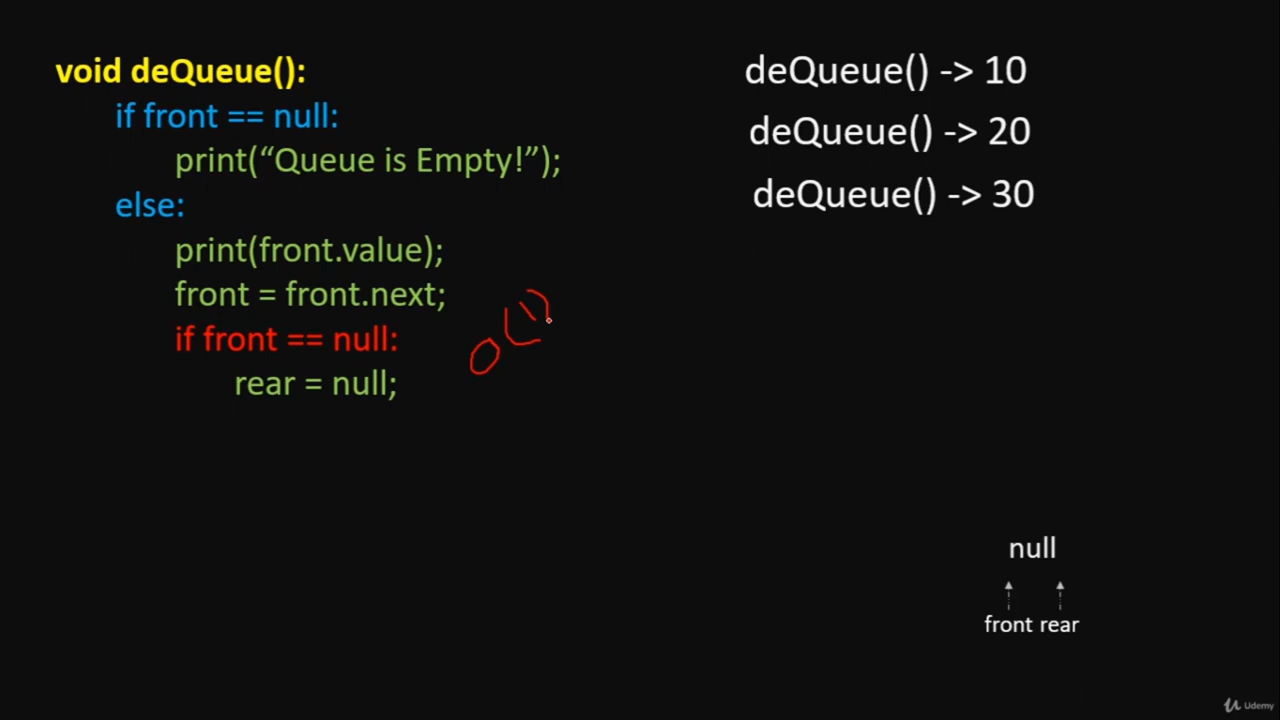 void deQueue():
if front == null:
print(“Queue is Empty!”);
else:
print(front.value);
front = front.next;
if front == null:
rear = null;
O(1)
deQueue() -> 10
deQueue() -> 20
deQueue() -> 30
null
front rear
Udemy